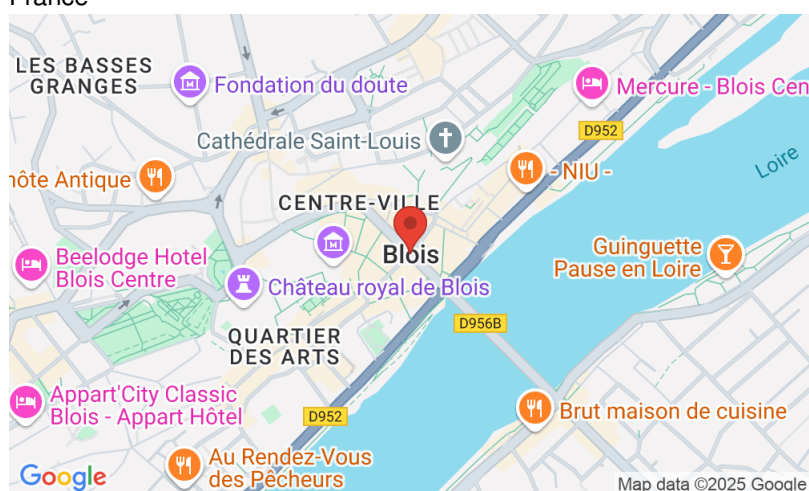 France
LES BASSES
GRANGES
Fondation du doute
Mercure - Blois Cen
D952
Cathédrale Saint-Louis
Loire
hôte Antique
- NIU -
CENTRE-VILLE
Beelodge Hotel
Blois Centre
Blois
Guinguette
Pause en Loire
Château royal de Blois
D956B
QUARTIER
DES ARTS
Appart'City Classic
Blois - Appart Hôtel
D952
Brut maison de cuisine
Au Rendez-Vous
des Pêcheurs
Google
Map data ©2025 Google